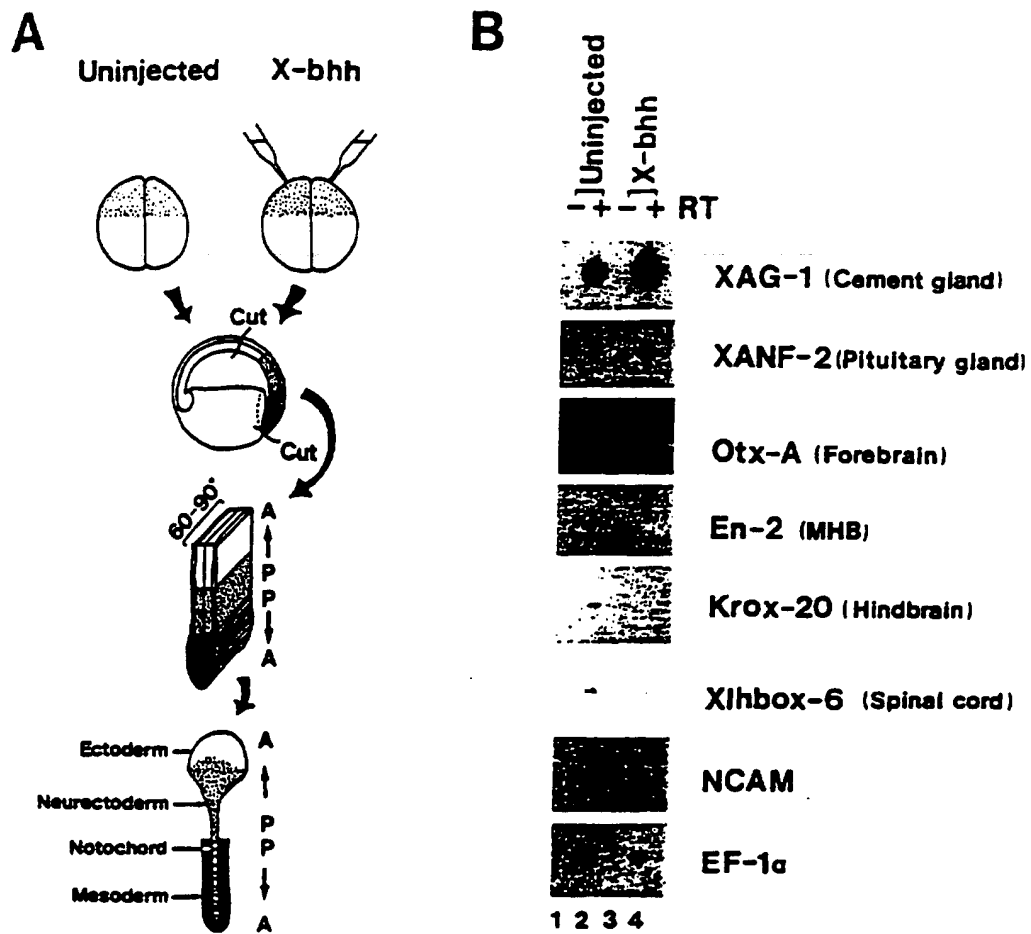 A
Uninjected X-bhh
Cut
Cut
60-90°
A
P
P
A
Ectoderm
Neurectoderm
Notochord
Mesoderm
A
P
P
A
B
Uninjected
X-bhh
- + - + RT
XAG-1 (Cement gland)
XANF-2 (Pituitary gland)
Otx-A (Forebrain)
En-2 (MHB)
Krox-20 (Hindbrain)
Xlhbox-6 (Spinal cord)
NCAM
EF-1α
1 2 3 4